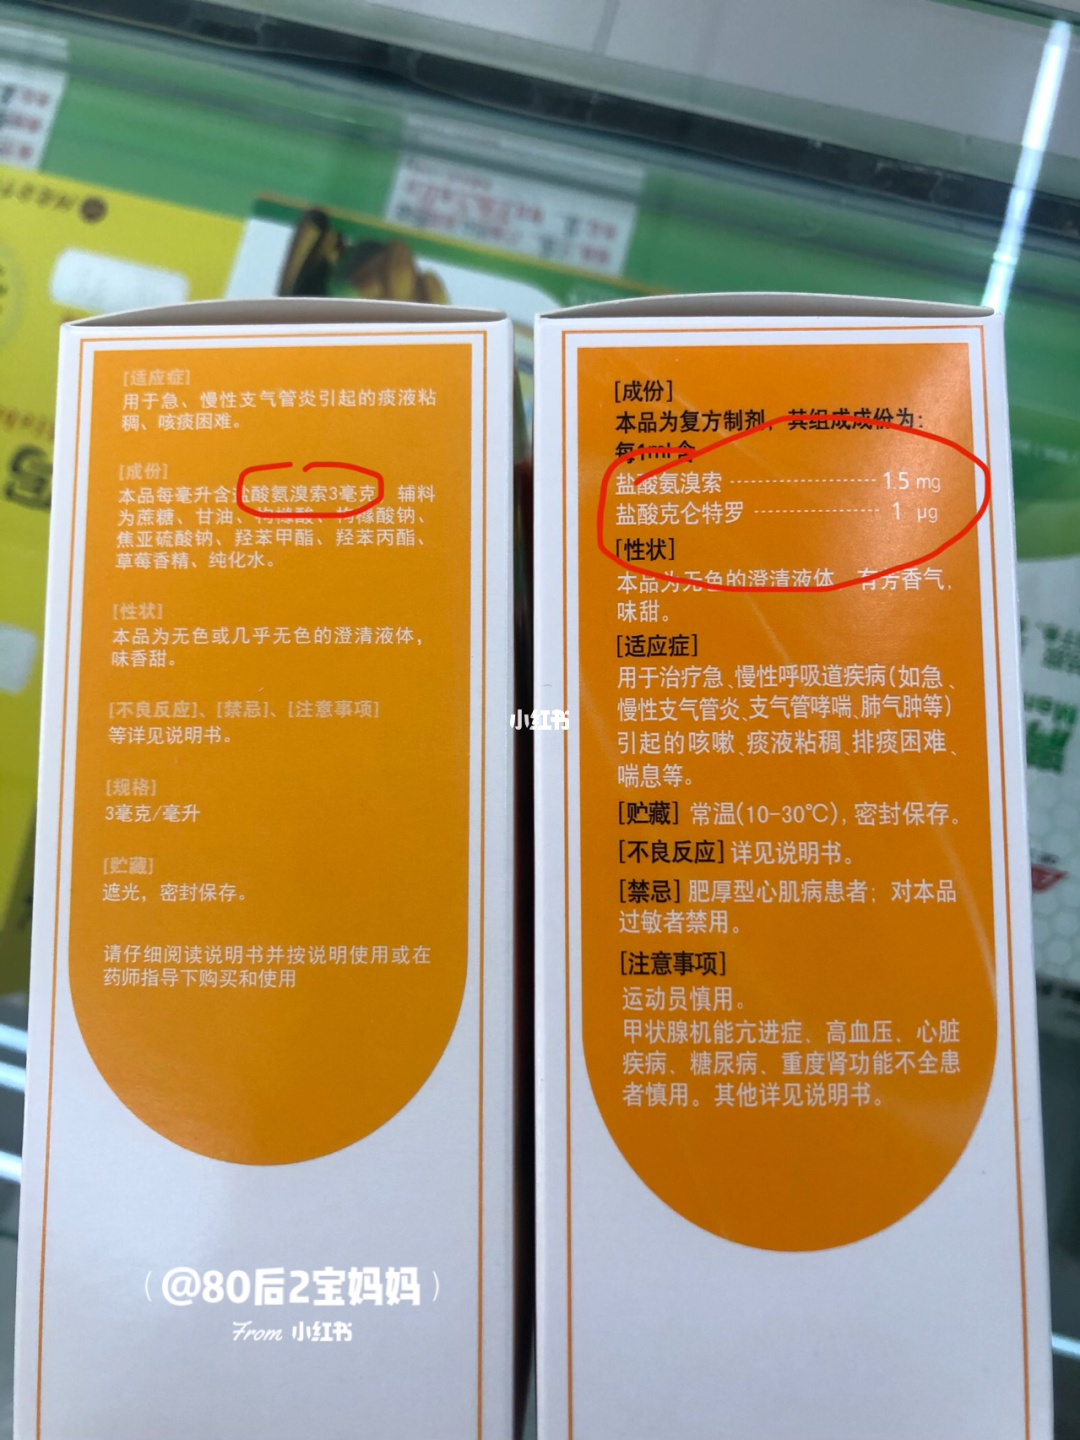 [适应症]
用于急、慢性支气管炎引起的痰液粘
稠、咳痰困难。
[成份]
本品每毫升含盐酸氨溴索3毫克，辅料
为蔗糖、甘油、枸橼酸、枸橼酸钠、
焦亚硫酸钠、羟苯甲酯、羟苯丙酯、
草莓香精、纯化水。
[性状]
本品为无色或几乎无色的澄清液体，
味香甜。
[不良反应]、[禁忌]、[注意事项]
等详见说明书。
[规格]
3毫克/毫升
[贮藏]
遮光，密封保存。
请仔细阅读说明书并按说明使用或在
药师指导下购买和使用
[成份]
本品为复方制剂，其组成成份为：
每1ml含
盐酸氨溴索 ------------------- 1.5 mg
盐酸克仑特罗 ---------------- 1 μg
[性状]
本品为无色的澄清液体，有芳香气，
味甜。
[适应症]
用于治疗急、慢性呼吸道疾病(如急、
慢性支气管炎、支气管哮喘、肺气肿等)
引起的咳嗽、痰液粘稠、排痰困难、
喘息等。
[贮藏] 常温(10-30℃)，密封保存。
[不良反应] 详见说明书。
[禁忌] 肥厚型心肌病患者；对本品
过敏者禁用。
[注意事项]
运动员慎用。
甲状腺机能亢进症、高血压、心脏
疾病、糖尿病、重度肾功能不全患
者慎用。其他详见说明书。
小红书
(@80后2宝妈妈)
From 小红书